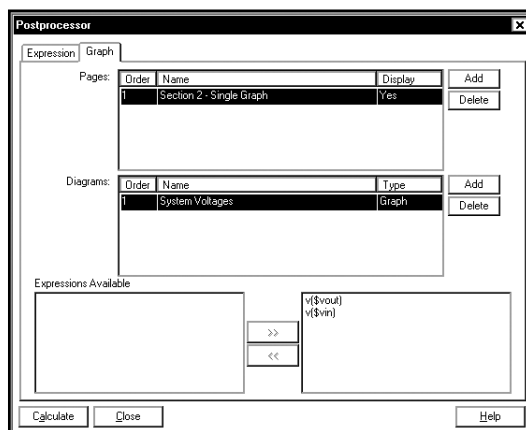 Postprocessor
Expression Graph
Pages: Order Name Display Add
1 Section 2 - Single Graph Yes Delete
Diagrams: Order Name Type Add
1 System Voltages Graph Delete
Expressions Available
v($vout)
v($vin)
>>
<<
Calculate Close Help